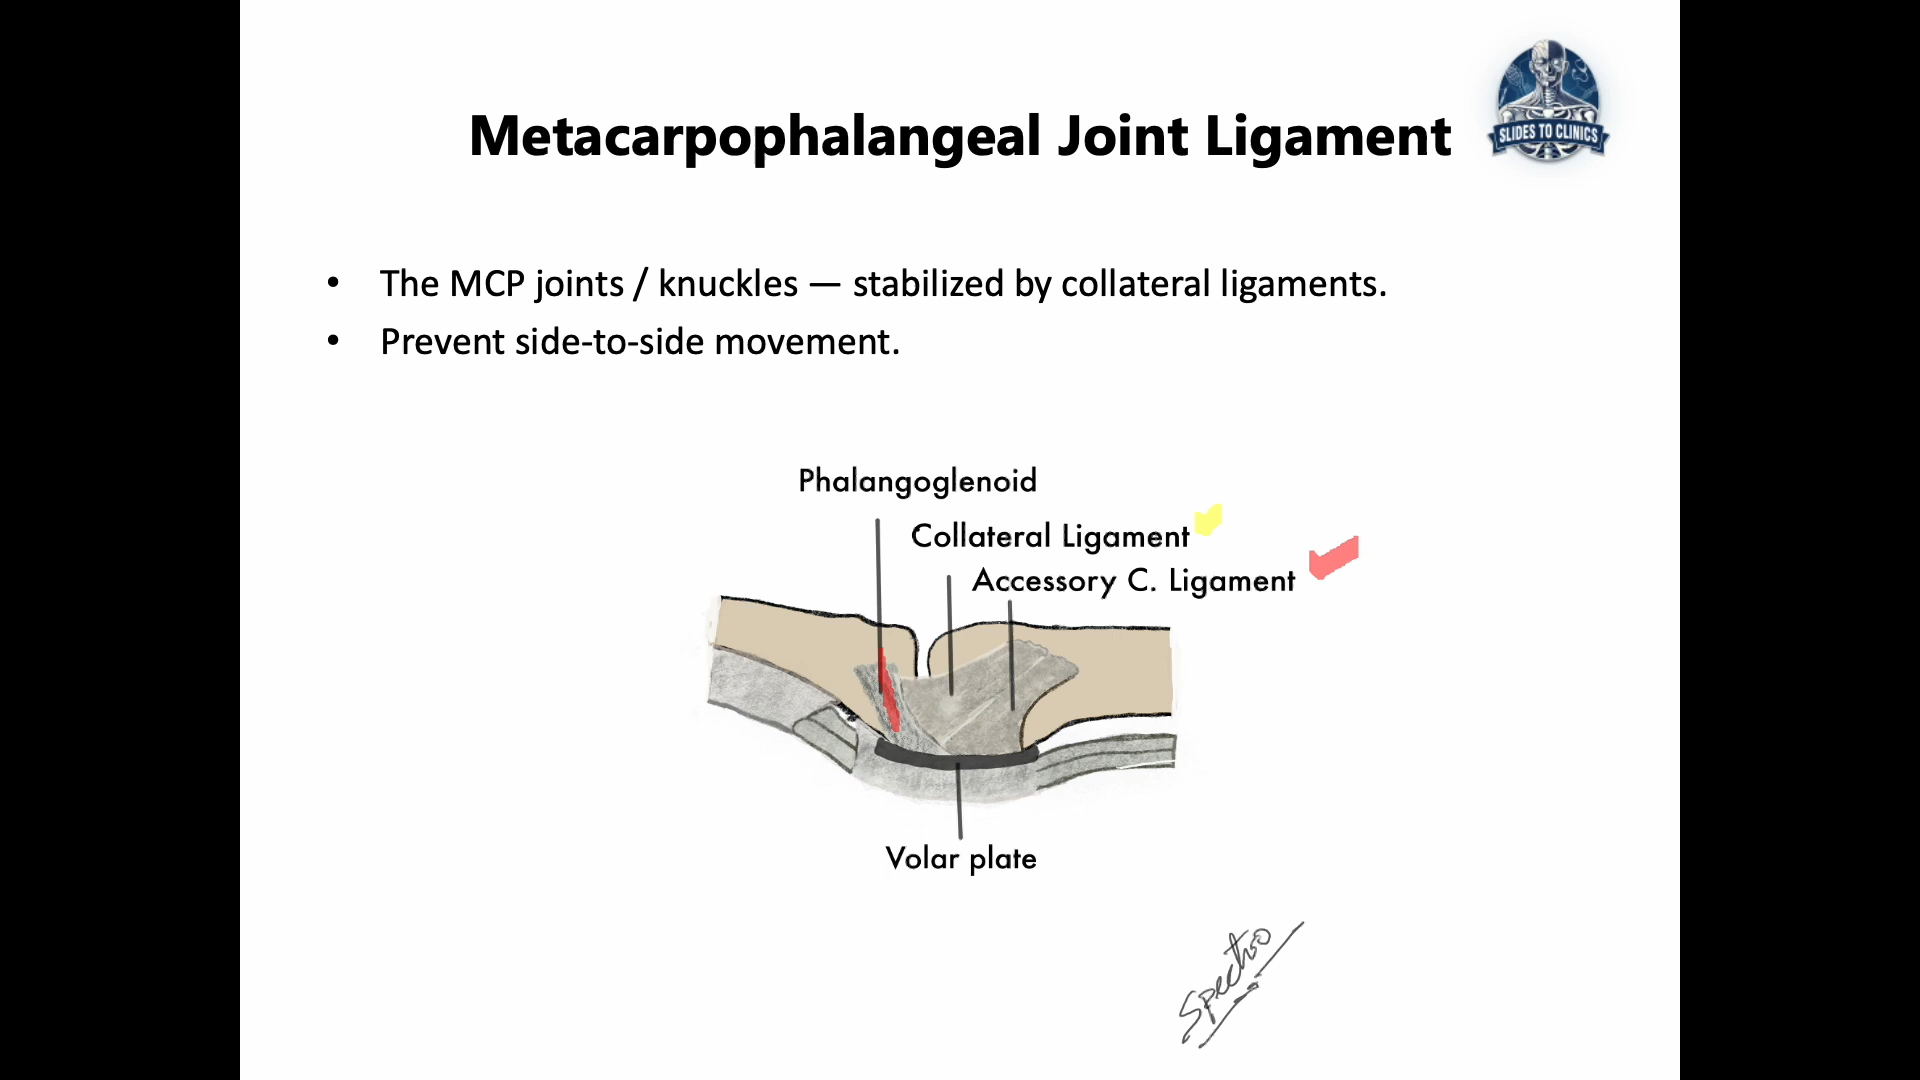 Metacarpophalangeal Joint Ligament
SLIDES TO CLINICS
• The MCP joints / knuckles — stabilized by collateral ligaments.
• Prevent side-to-side movement.
Phalangoglenoid
Collateral Ligament
Accessory C. Ligament
Volar plate